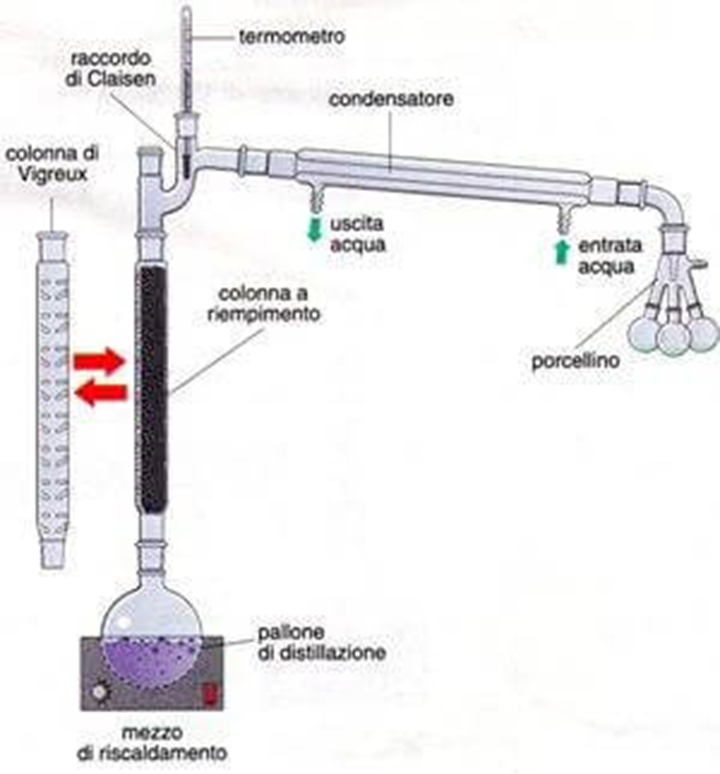 termometro
raccordo
di Claisen
condensatore
colonna di
Vigreux
uscita
acqua
entrata
acqua
colonna a
riempimento
porcellino
pallone
di distillazione
mezzo
di riscaldamento